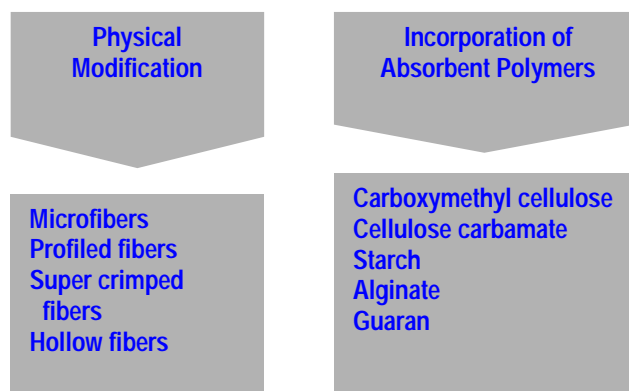 Physical
Modification
Incorporation of
Absorbent Polymers
Microfibers
Profiled fibers
Super crimped
fibers
Hollow fibers
Carboxymethyl cellulose
Cellulose carbamate
Starch
Alginate
Guaran